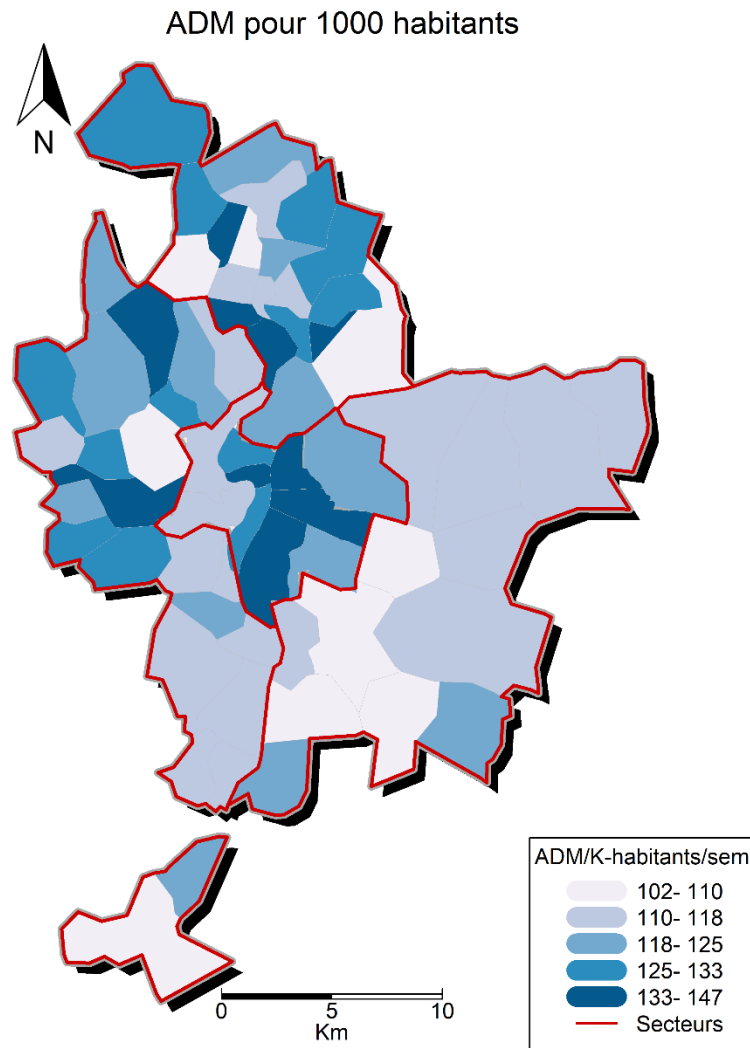 ADM pour 1000 habitants
N
ADM/K-habitants/sem
102- 110
110- 118
118- 125
125- 133
133- 147
Secteurs
0 5 10
Km